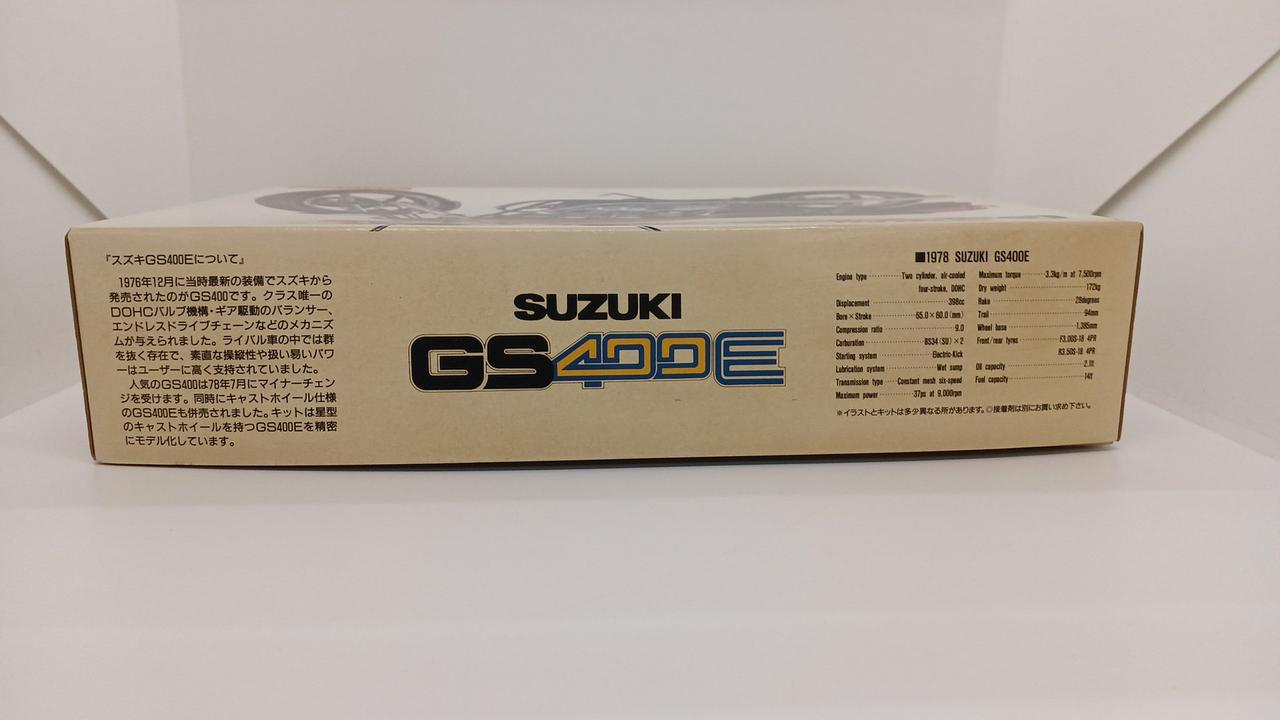 『スズキGS400Eについて』
1976年12月に当時最新の装備でスズキから
発売されたのがGS400です。クラス唯一の
DOHCバルブ機構・ギア駆動のバランサー、
エンドレスドライブチェーンなどのメカニズ
ムが与えられました。ライバル車の中では群
を抜く存在で、素直な操縦性や扱い易いパワ
ーはユーザーに高く支持されていました。
人気のGS400は78年7月にマイナーチェン
ジを受けます。同時にキャストホイール仕様
のGS400Eも併売されました。キットは星型
のキャストホイールを持つGS400Eを精密
にモデル化しています。
SUZUKI
GS400E
■1978 SUZUKI GS400E
Engine type Two cylinder, air-cooled
four-stroke, DOHC
Displacement 398cc
Bore×Stroke 65.0×60.0(mm)
Compression ratio 9.0
Carburation BS34(SU)×2
Starting system Electric-Kick
Lubrication system Wet sump
Transmission type Constant mesh six-speed
Maximum power 37ps at 9,000rpm
Maximum torque 3.3kg/m at 7,500rpm
Dry weight 172kg
Rake 28degrees
Trail 94mm
Wheel base 1,385mm
Front/rear tyres F3.00S-18 4PR
R3.50S-18 4PR
Oil capacity 2.1lt
Fuel capacity 14lt
※イラストとキットは多少異なる所があります。◎接着剤は別にお買い求め下さい。